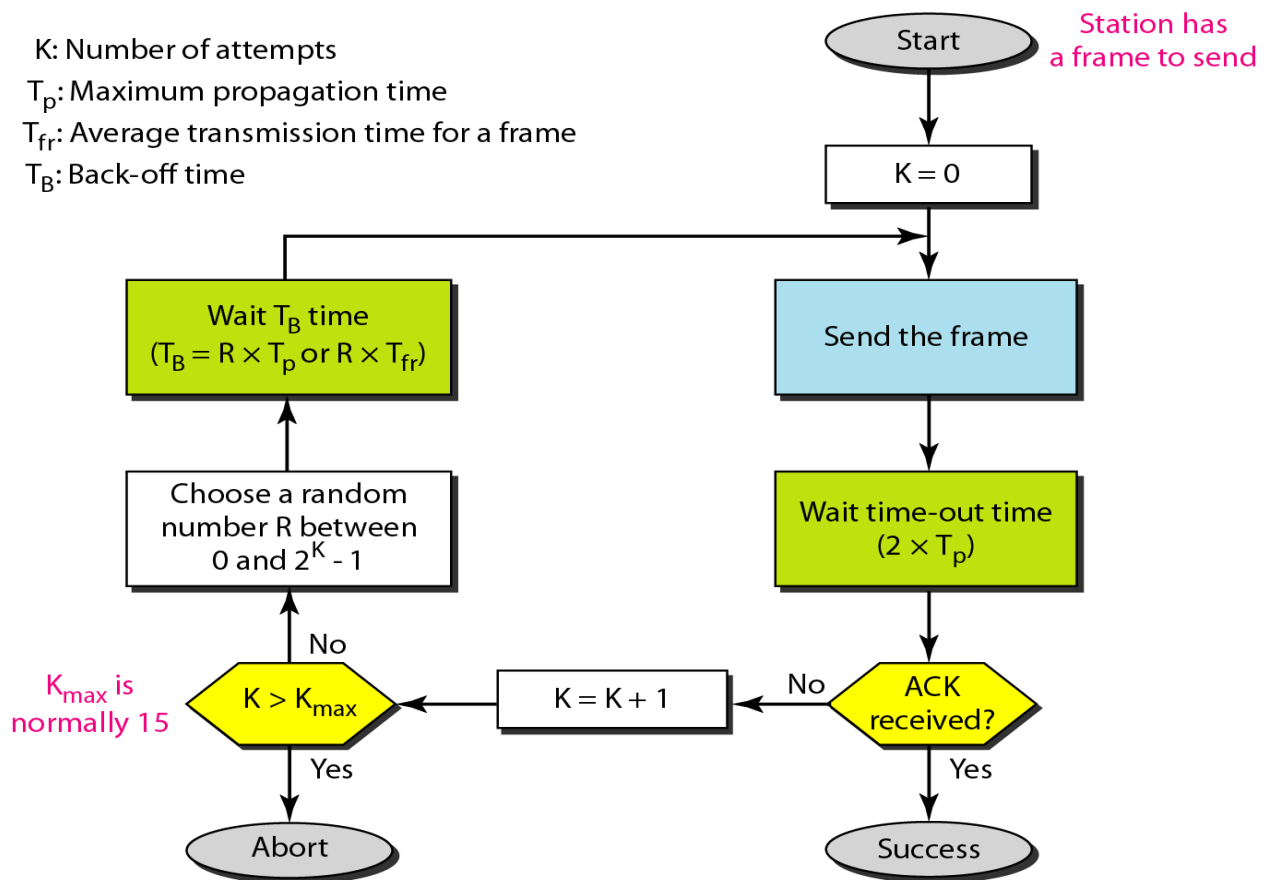 K: Number of attempts
Tp: Maximum propagation time
Tfr: Average transmission time for a frame
TB: Back-off time
Start
Station has
a frame to send
K = 0
Wait TB time
(TB = R × Tp or R × Tfr)
Send the frame
Choose a random
number R between
0 and 2^K - 1
Wait time-out time
(2 × Tp)
No
Kmax is
normally 15
K > Kmax
K = K + 1
No
ACK
received?
Yes
Yes
Abort
Success